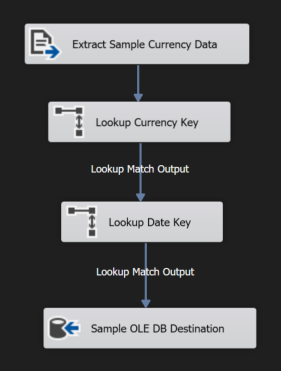 Extract Sample Currency Data
Lookup Currency Key
Lookup Match Output
Lookup Date Key
Lookup Match Output
Sample OLE DB Destination